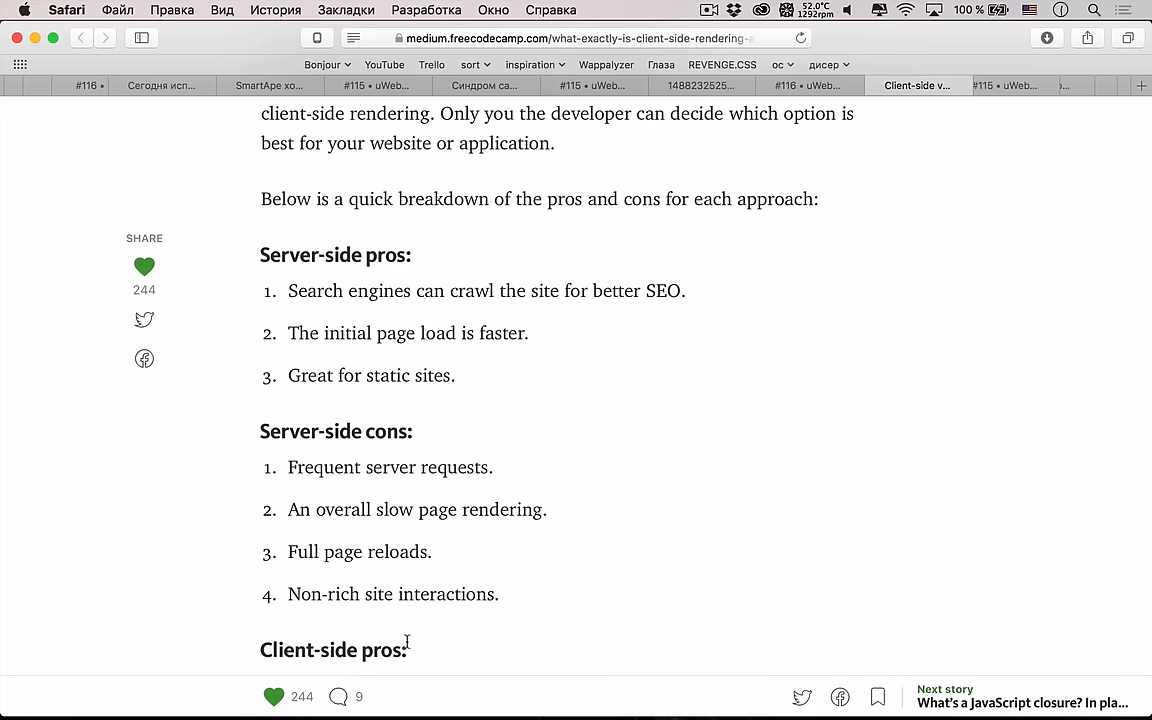 Safari Файл Правка Вид История Закладки Разработка Окно Справка 52.0°C 1292rpm 100 %
medium.freecodecamp.com/what-exactly-is-client-side-rendering-a
Bonjour YouTube Trello sort inspiration Wappalyzer Глаза REVENGE.CSS ос дисер
#116 • Сегодня исп... SmartApe хо... #115 • uWeb... Синдром са... #115 • uWeb... 1488232525... #116 • uWeb... Client-side v... #115 • uWeb...
client-side rendering. Only you the developer can decide which option is
best for your website or application.
Below is a quick breakdown of the pros and cons for each approach:
SHARE
244
Server-side pros:
1. Search engines can crawl the site for better SEO.
2. The initial page load is faster.
3. Great for static sites.
Server-side cons:
1. Frequent server requests.
2. An overall slow page rendering.
3. Full page reloads.
4. Non-rich site interactions.
Client-side pros:
244 9
Next story
What's a JavaScript closure? In pla...